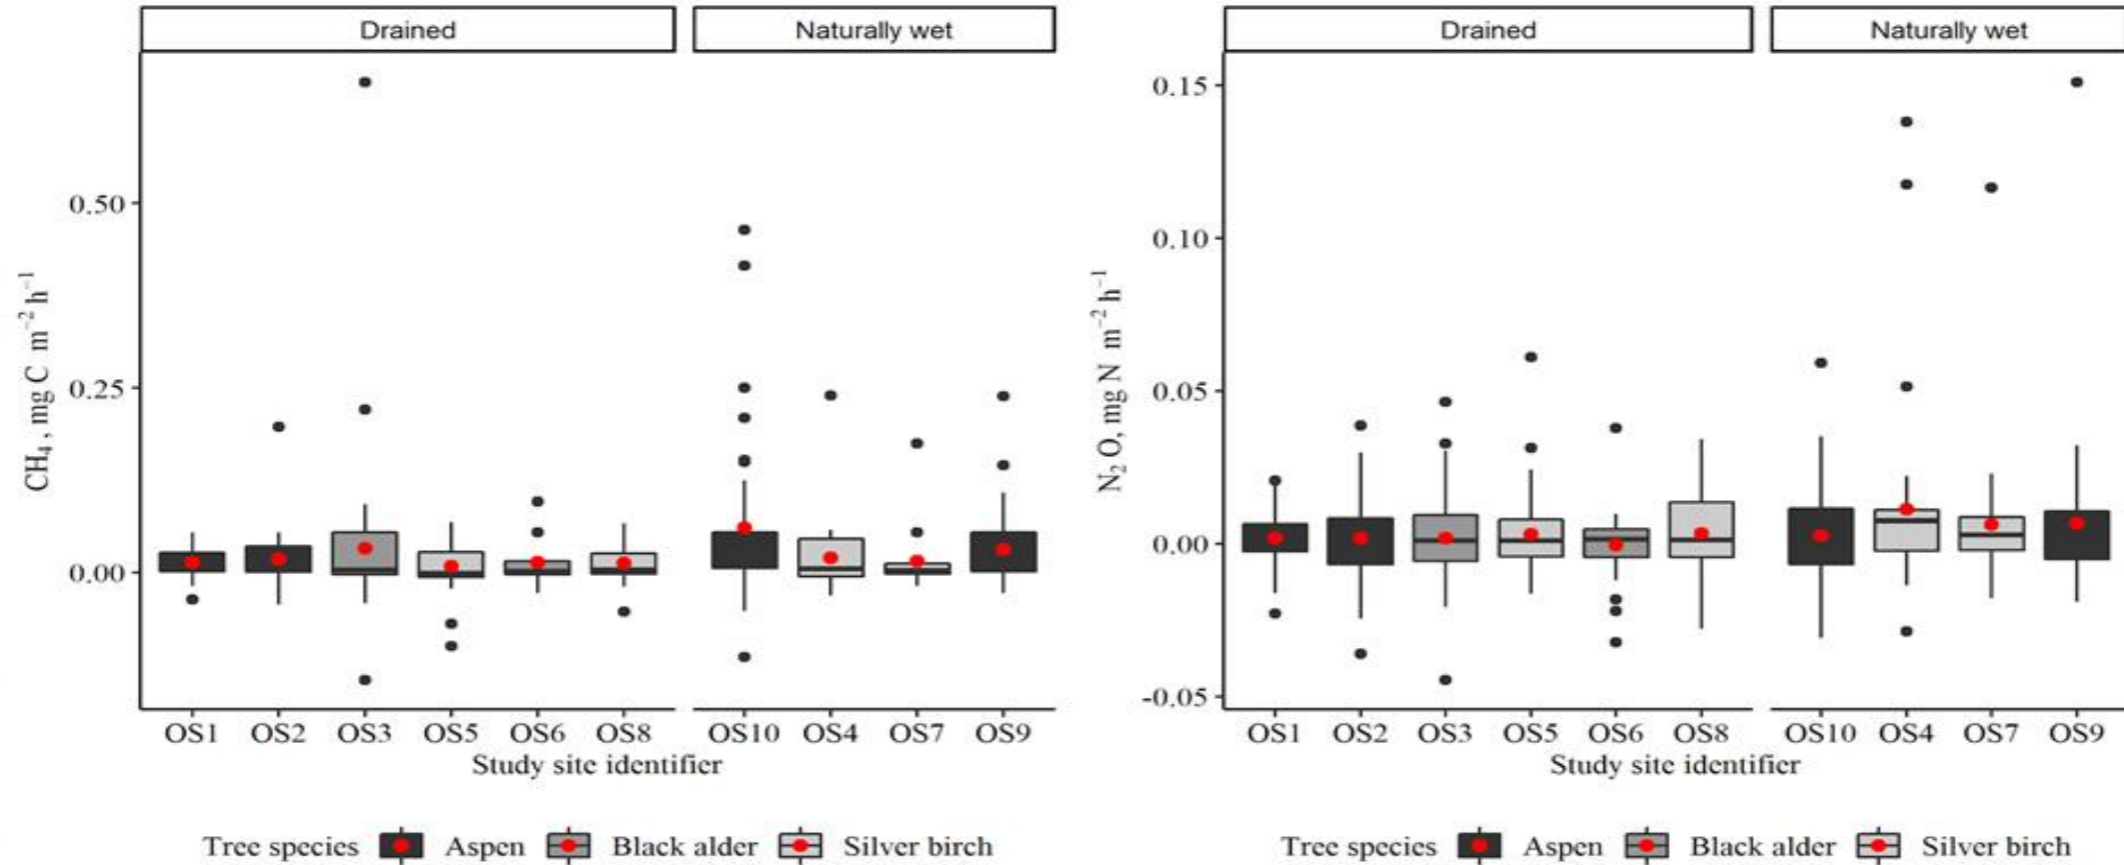 Drained
Naturally wet
CH₄, mg C m⁻² h⁻¹
0.50
0.25
0.00
OS1 OS2 OS3 OS5 OS6 OS8 OS10 OS4 OS7 OS9
Study site identifier
Tree species Aspen Black alder Silver birch
Drained
Naturally wet
N₂O, mg N m⁻² h⁻¹
0.15
0.10
0.05
0.00
-0.05
OS1 OS2 OS3 OS5 OS6 OS8 OS10 OS4 OS7 OS9
Study site identifier
Tree species Aspen Black alder Silver birch